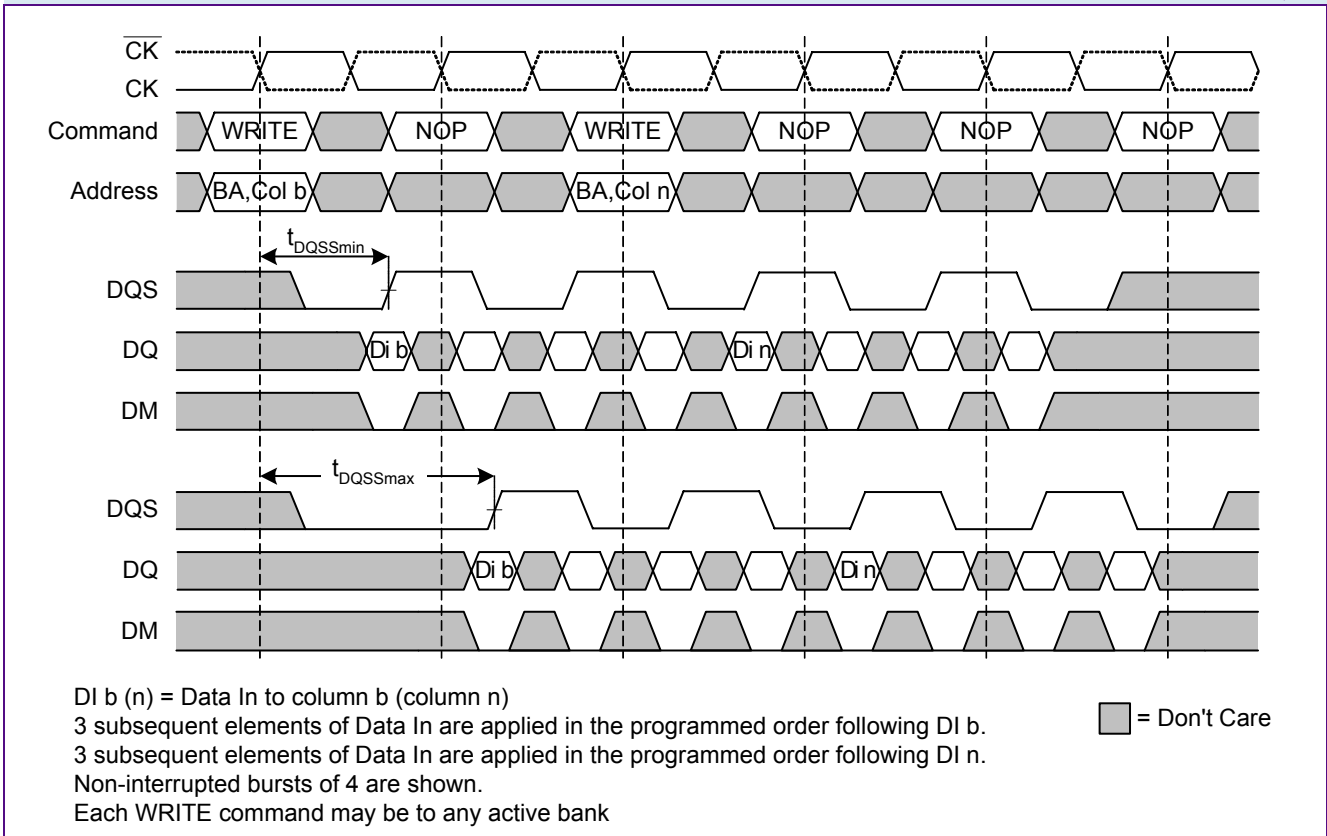 CK
CK
Command WRITE NOP WRITE NOP NOP NOP
Address BA,Col b BA,Col n
tDQSSmin
DQS
DQ Di b Di n
DM
tDQSSmax
DQS
DQ Di b Di n
DM
DI b (n) = Data In to column b (column n)
3 subsequent elements of Data In are applied in the programmed order following DI b.
= Don't Care
3 subsequent elements of Data In are applied in the programmed order following DI n.
Non-interrupted bursts of 4 are shown.
Each WRITE command may be to any active bank